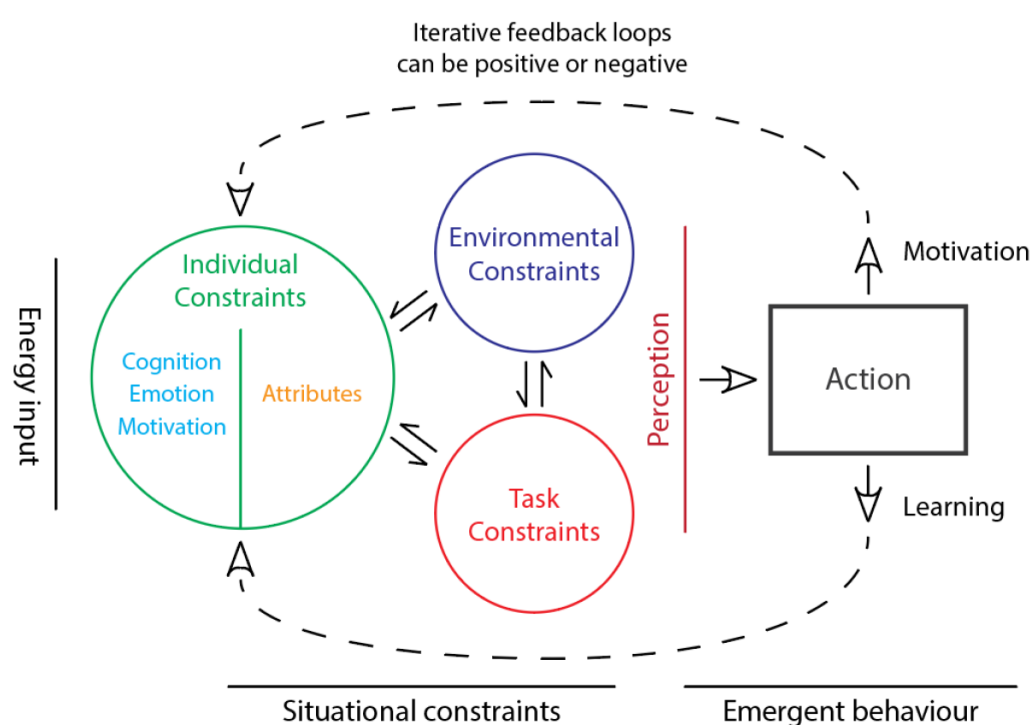 Iterative feedback loops
can be positive or negative
Energy input
Individual
Constraints
Cognition
Emotion
Motivation
Attributes
Environmental
Constraints
Task
Constraints
Perception
Motivation
Action
Learning
Situational constraints
Emergent behaviour